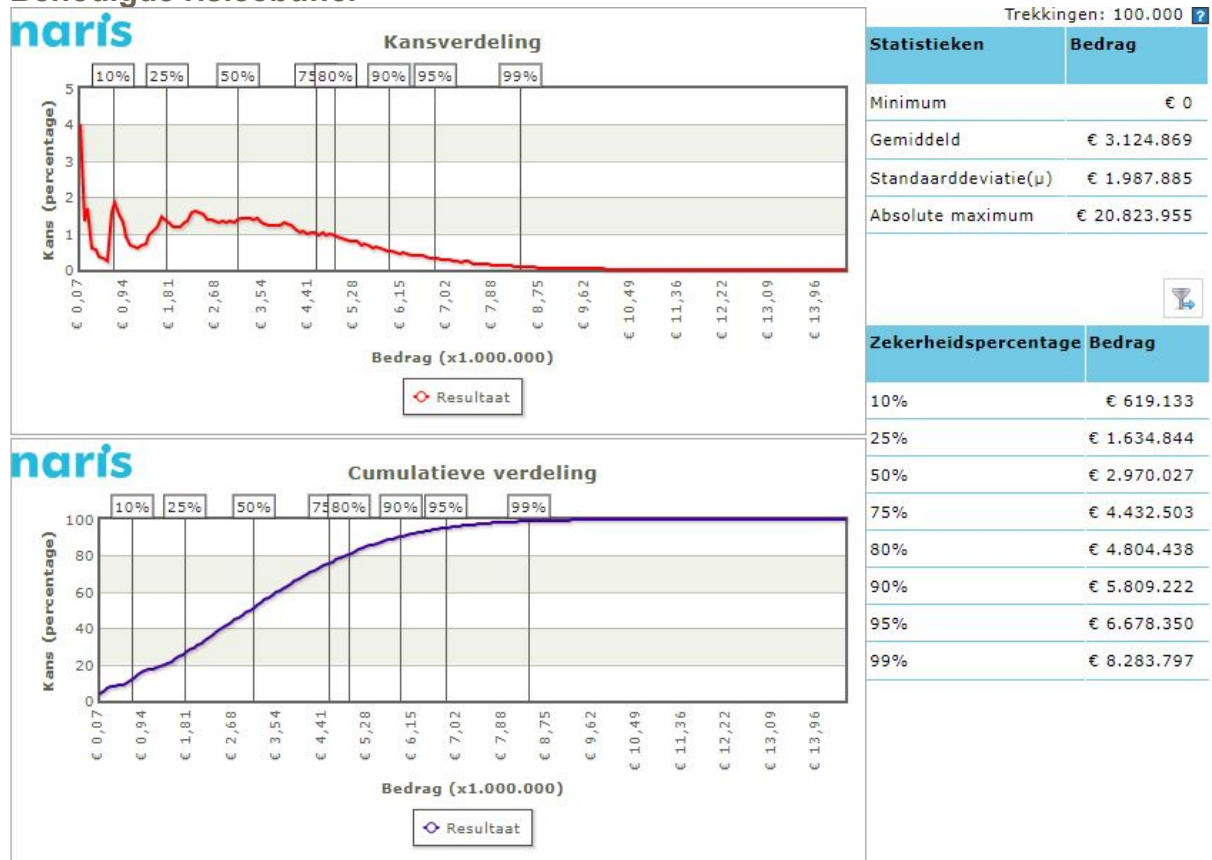 Benodigde risicobuffer
naris
Kansverdeling
10% 25% 50% 75 80% 90% 95% 99%
Kans (percentage)
5
4
3
2
1
0
€ 0,07 € 0,94 € 1,81 € 2,68 € 3,54 € 4,41 € 5,28 € 6,15 € 7,02 € 7,88 € 8,75 € 9,62 € 10,49 € 11,36 € 12,22 € 13,09 € 13,96
Bedrag (x1.000.000)
Resultaat
naris
Cumulatieve verdeling
10% 25% 50% 75 80% 90% 95% 99%
Kans (percentage)
100
80
60
40
20
0
€ 0,07 € 0,94 € 1,81 € 2,68 € 3,54 € 4,41 € 5,28 € 6,15 € 7,02 € 7,88 € 8,75 € 9,62 € 10,49 € 11,36 € 12,22 € 13,09 € 13,96
Bedrag (x1.000.000)
Resultaat
Trekkingen: 100.000 ?
Statistieken Bedrag
Minimum € 0
Gemiddeld € 3.124.869
Standaarddeviatie(µ) € 1.987.885
Absolute maximum € 20.823.955
Zekerheidspercentage Bedrag
10% € 619.133
25% € 1.634.844
50% € 2.970.027
75% € 4.432.503
80% € 4.804.438
90% € 5.809.222
95% € 6.678.350
99% € 8.283.797